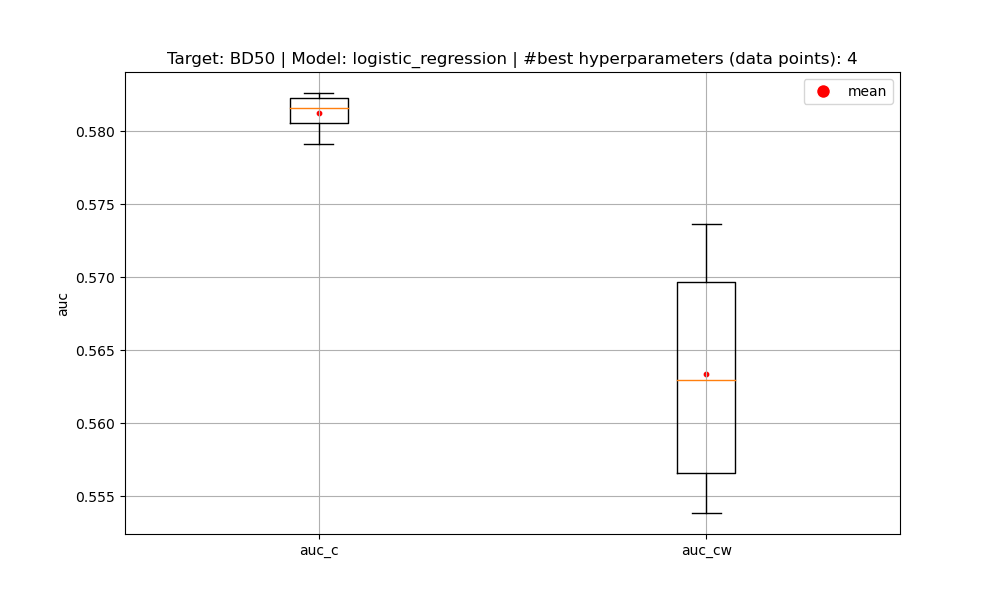 Target: BD50 | Model: logistic_regression | #best hyperparameters (data points): 4
mean
0.580
0.575
0.570
0.565
0.560
0.555
auc
auc_c
auc_cw